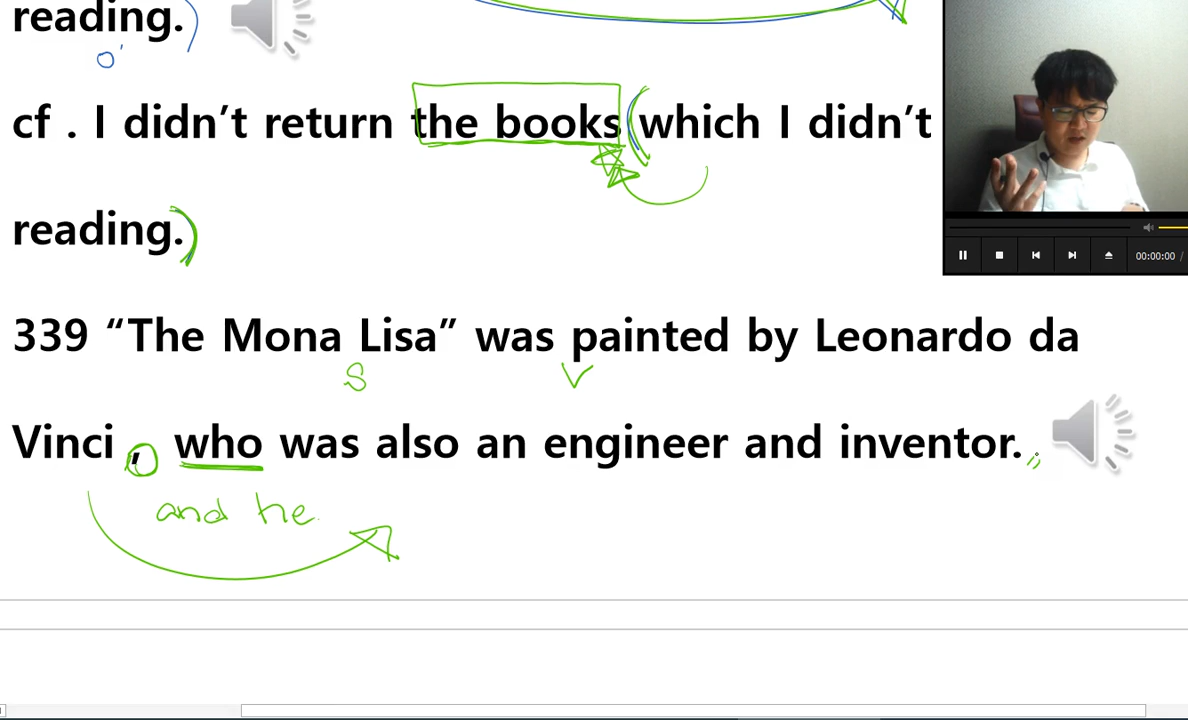 reading.)
o'
cf . I didn’t return the books (which I didn’t
reading.)
339 “The Mona Lisa” was painted by Leonardo da
S V
Vinci , who was also an engineer and inventor.
and he
00:00:00 /